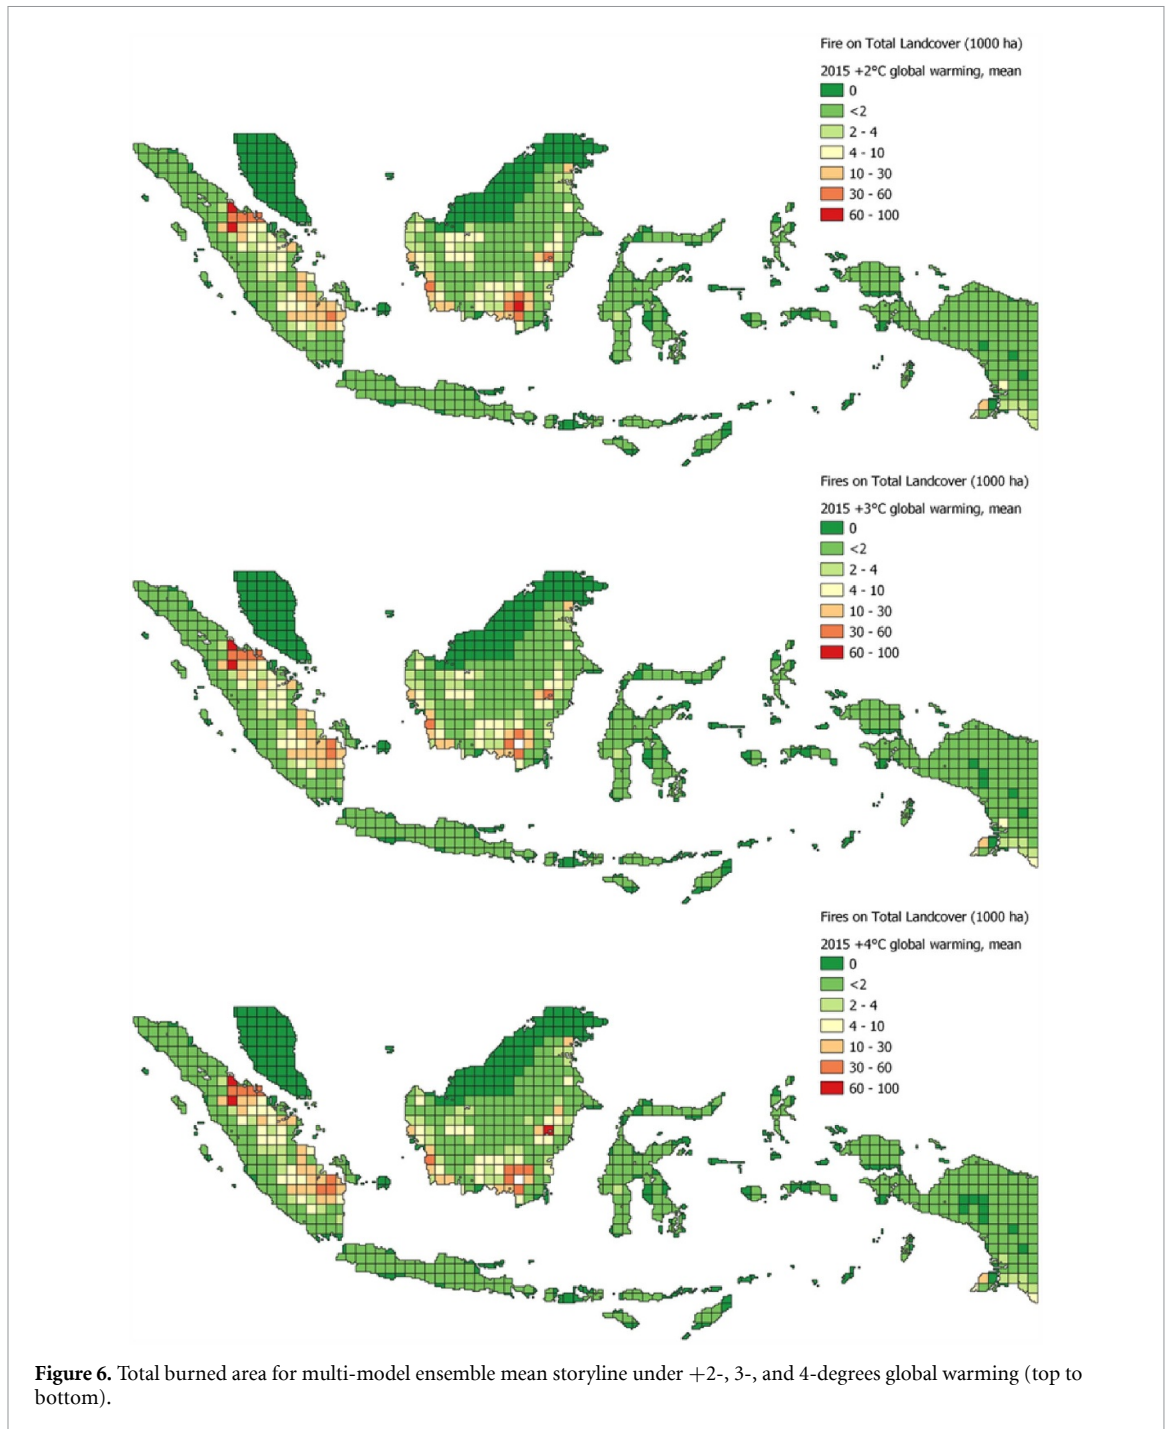 Fire on Total Landcover (1000 ha)
2015 +2°C global warming, mean
0
<2
2 - 4
4 - 10
10 - 30
30 - 60
60 - 100
Fires on Total Landcover (1000 ha)
2015 +3°C global warming, mean
0
<2
2 - 4
4 - 10
10 - 30
30 - 60
60 - 100
Fires on Total Landcover (1000 ha)
2015 +4°C global warming, mean
0
<2
2 - 4
4 - 10
10 - 30
30 - 60
60 - 100
Figure 6. Total burned area for multi-model ensemble mean storyline under +2-, 3-, and 4-degrees global warming (top to
bottom).